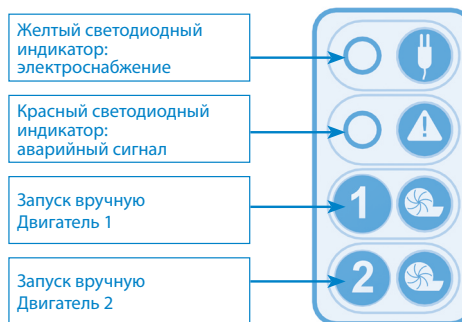 Желтый светодиодный
индикатор:
электроснабжение
Красный светодиодный
индикатор:
аварийный сигнал
Запуск вручную
Двигатель 1
1
Запуск вручную
Двигатель 2
2